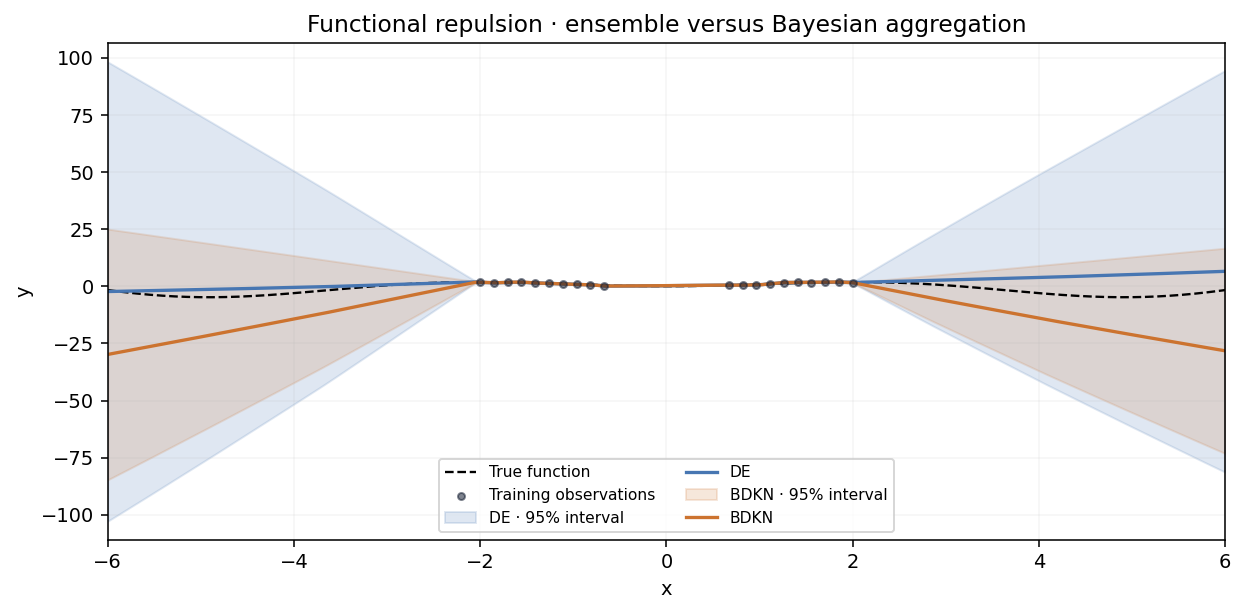 Functional repulsion · ensemble versus Bayesian aggregation
100
75
50
25
0
−25
−50
−75
−100
y
−6
−4
−2
0
2
4
6
x
True function
Training observations
DE · 95% interval
DE
BDKN · 95% interval
BDKN